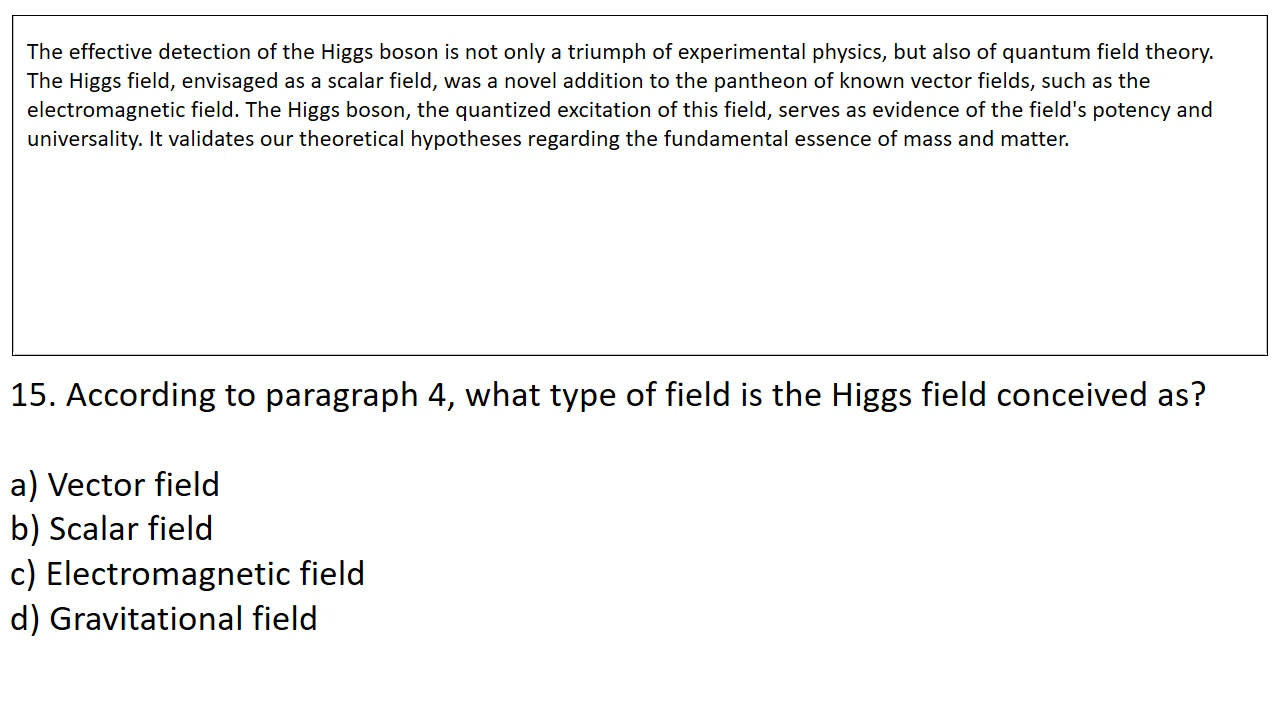 The effective detection of the Higgs boson is not only a triumph of experimental physics, but also of quantum field theory.
The Higgs field, envisaged as a scalar field, was a novel addition to the pantheon of known vector fields, such as the
electromagnetic field. The Higgs boson, the quantized excitation of this field, serves as evidence of the field's potency and
universality. It validates our theoretical hypotheses regarding the fundamental essence of mass and matter.
15. According to paragraph 4, what type of field is the Higgs field conceived as?
a) Vector field
b) Scalar field
c) Electromagnetic field
d) Gravitational field